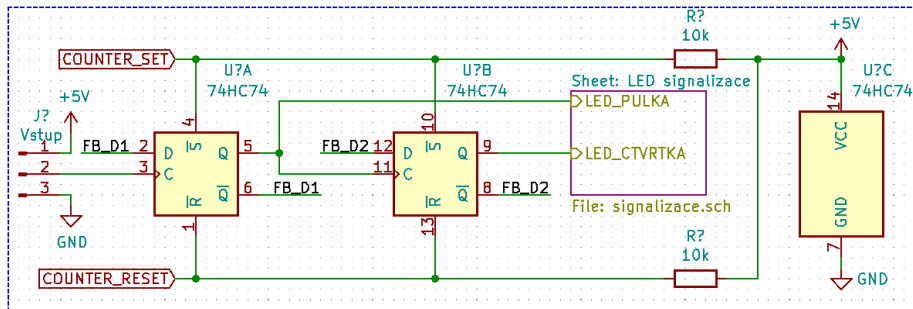 R?
10k
+5V
COUNTER_SET
U?A
74HC74
U?B
74HC74
U?C
74HC74
Sheet: LED signalizace
J?
Vstup
+5V
4
10
14
LED_PULKA
1
FB_D1
2
D
S
Q
5
FB_D2
12
D
S
Q
9
LED_CTVRTKA
VCC
2
3
C
11
C
3
R
Q
6
FB_D1
R
Q
8
FB_D2
File: signalizace.sch
GND
1
13
GND
7
R?
10k
COUNTER_RESET
GND